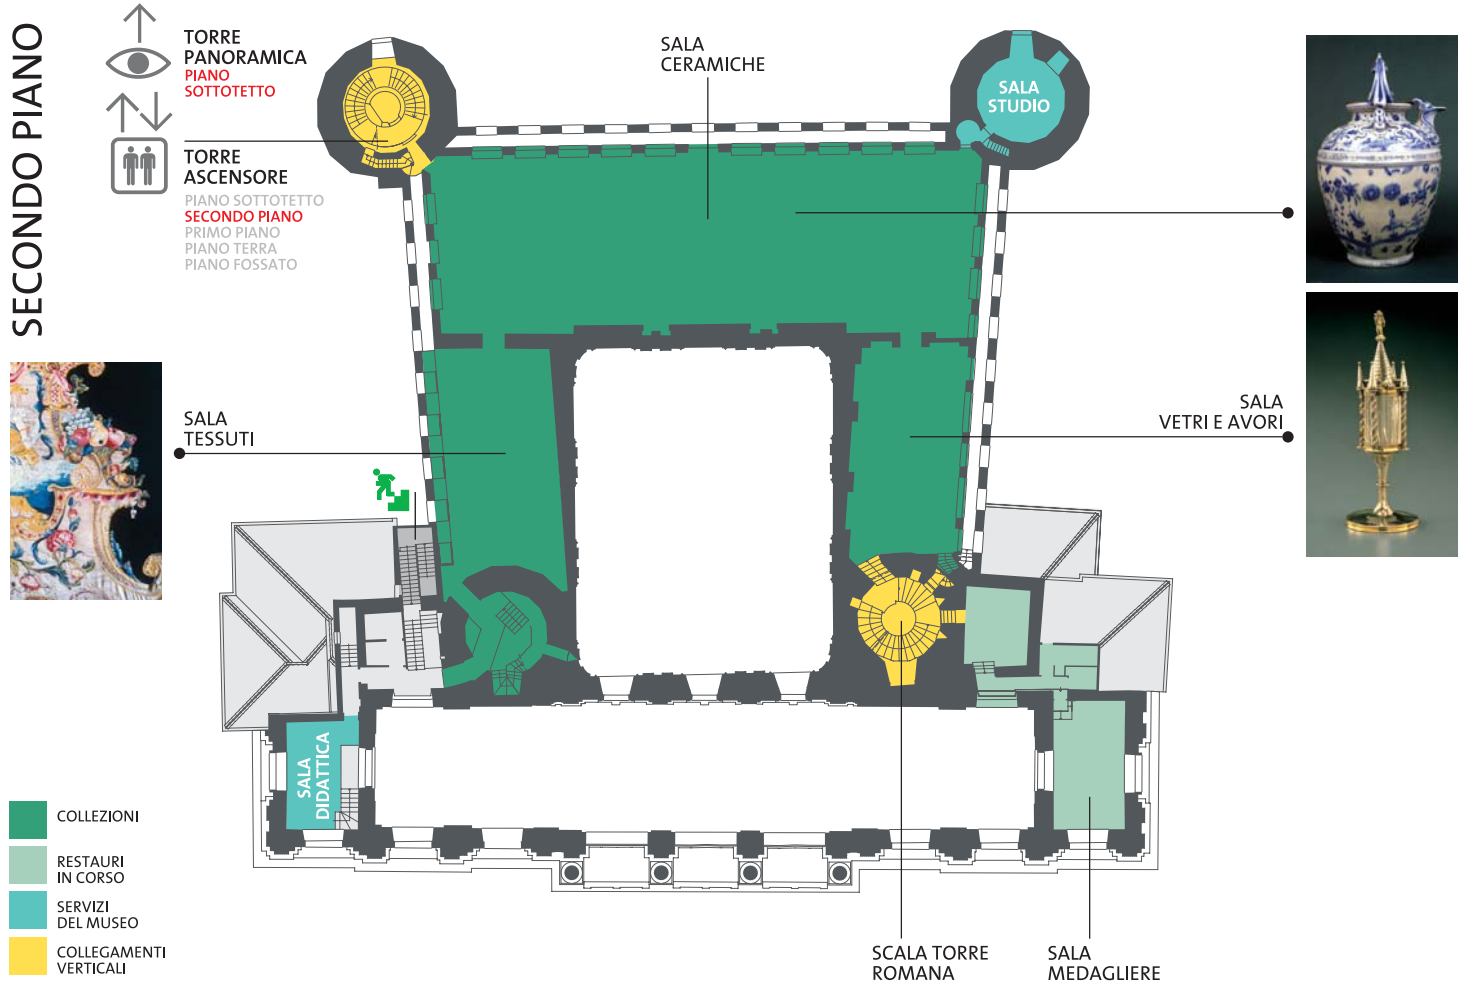 SECONDO PIANO
TORRE
PANORAMICA
PIANO
SOTTOTETTO
TORRE
ASCENSORE
PIANO SOTTOTETTO
SECONDO PIANO
PRIMO PIANO
PIANO TERRA
PIANO FOSSATO
SALA
CERAMICHE
SALA
STUDIO
SALA
TESSUTI
SALA
VETRI E AVORI
SALA
DIDATTICA
COLLEZIONI
RESTAURI
IN CORSO
SERVIZI
DEL MUSEO
COLLEGAMENTI
VERTICALI
SCALA TORRE
ROMANA
SALA
MEDAGLIERE